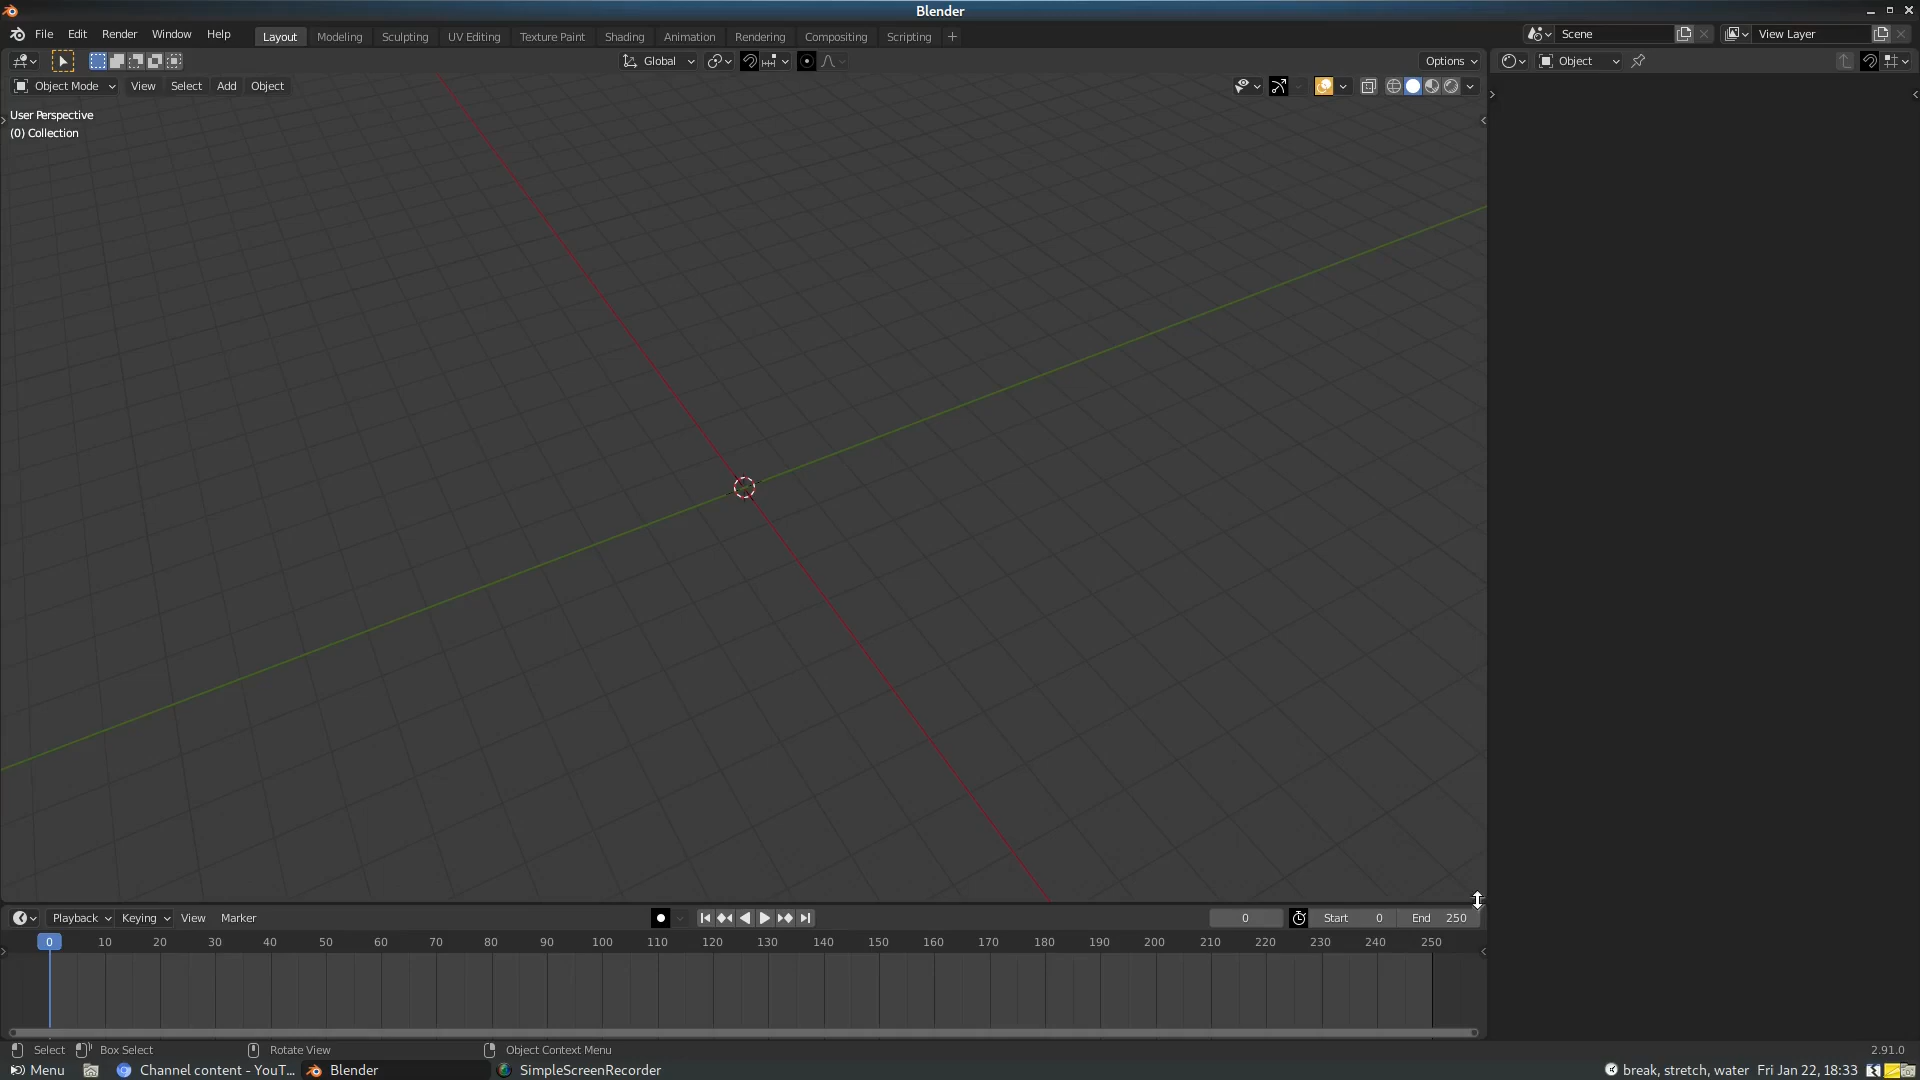 Blender
File Edit Render Window Help Layout Modeling Sculpting UV Editing Texture Paint Shading Animation Rendering Compositing Scripting + Scene View Layer
Global Options Object
Object Mode View Select Add Object
User Perspective
(0) Collection
Playback Keying View Marker 0 Start 0 End 250
0 10 20 30 40 50 60 70 80 90 100 110 120 130 140 150 160 170 180 190 200 210 220 230 240 250
Select Box Select Rotate View Object Context Menu 2.91.0
Menu Channel content - YouT... Blender SimpleScreenRecorder break, stretch, water Fri Jan 22, 18:33